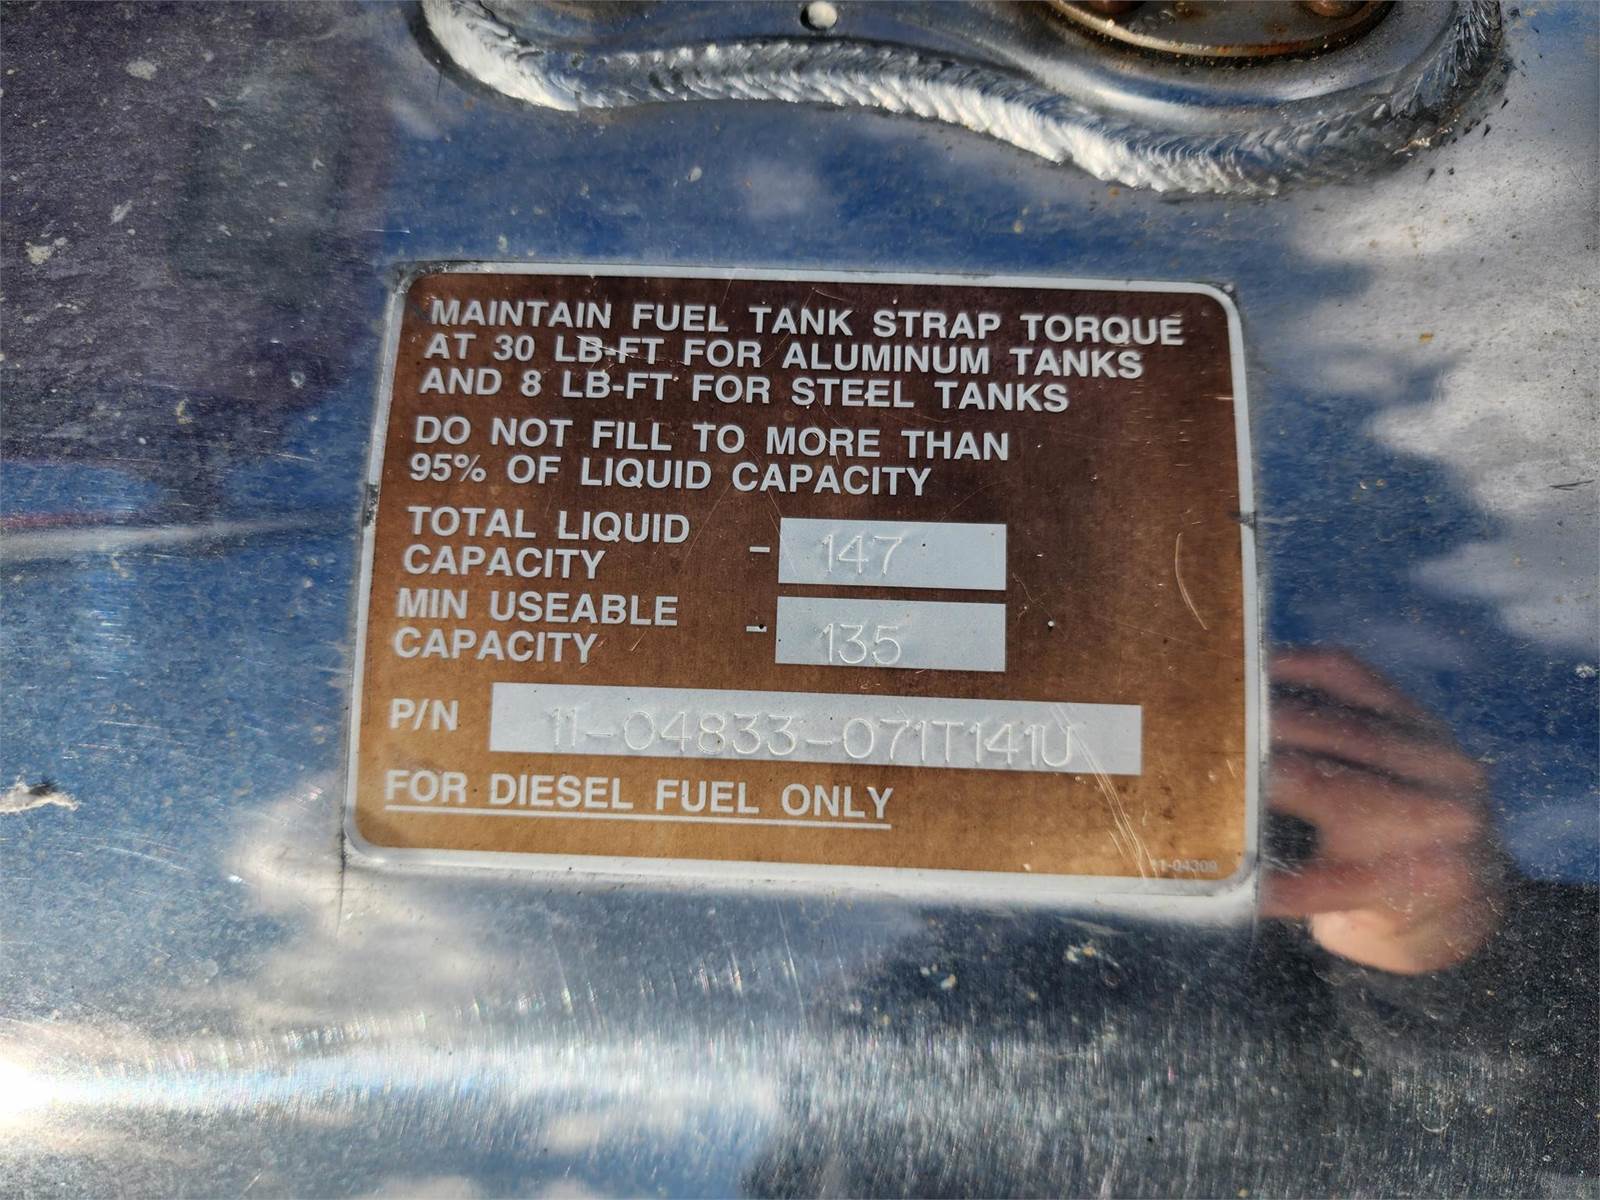 MAINTAIN FUEL TANK STRAP TORQUE
AT 30 LB-FT FOR ALUMINUM TANKS
AND 8 LB-FT FOR STEEL TANKS
DO NOT FILL TO MORE THAN
95% OF LIQUID CAPACITY
TOTAL LIQUID
CAPACITY - 147
MIN USEABLE
CAPACITY - 135
P/N 11-04833-071T141U
FOR DIESEL FUEL ONLY
11-04309